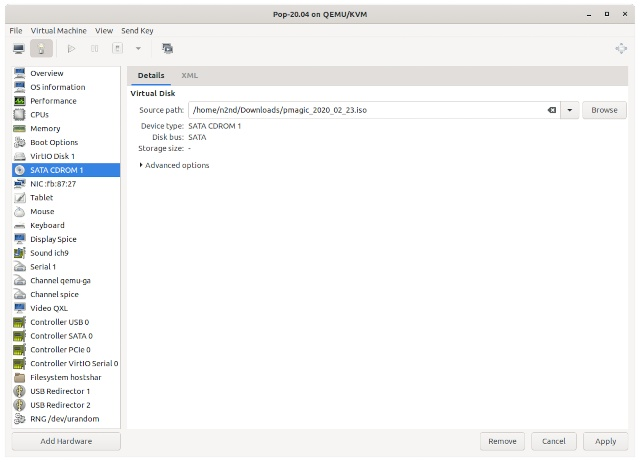 Pop-20.04 on QEMU/KVM
File Virtual Machine View Send Key
Overview
OS information
Performance
CPUs
Memory
Boot Options
VirtIO Disk 1
SATA CDROM 1
NIC :fb:87:27
Tablet
Mouse
Keyboard
Display Spice
Sound ich9
Serial 1
Channel qemu-ga
Channel spice
Video QXL
Controller USB 0
Controller SATA 0
Controller PCIe 0
Controller VirtIO Serial 0
Filesystem hostshar
USB Redirector 1
USB Redirector 2
RNG /dev/urandom
Add Hardware
Details XML
Virtual Disk
Source path: /home/n2nd/Downloads/pmagic_2020_02_23.iso Browse
Device type: SATA CDROM 1
Disk bus: SATA
Storage size: -
Advanced options
Remove Cancel Apply